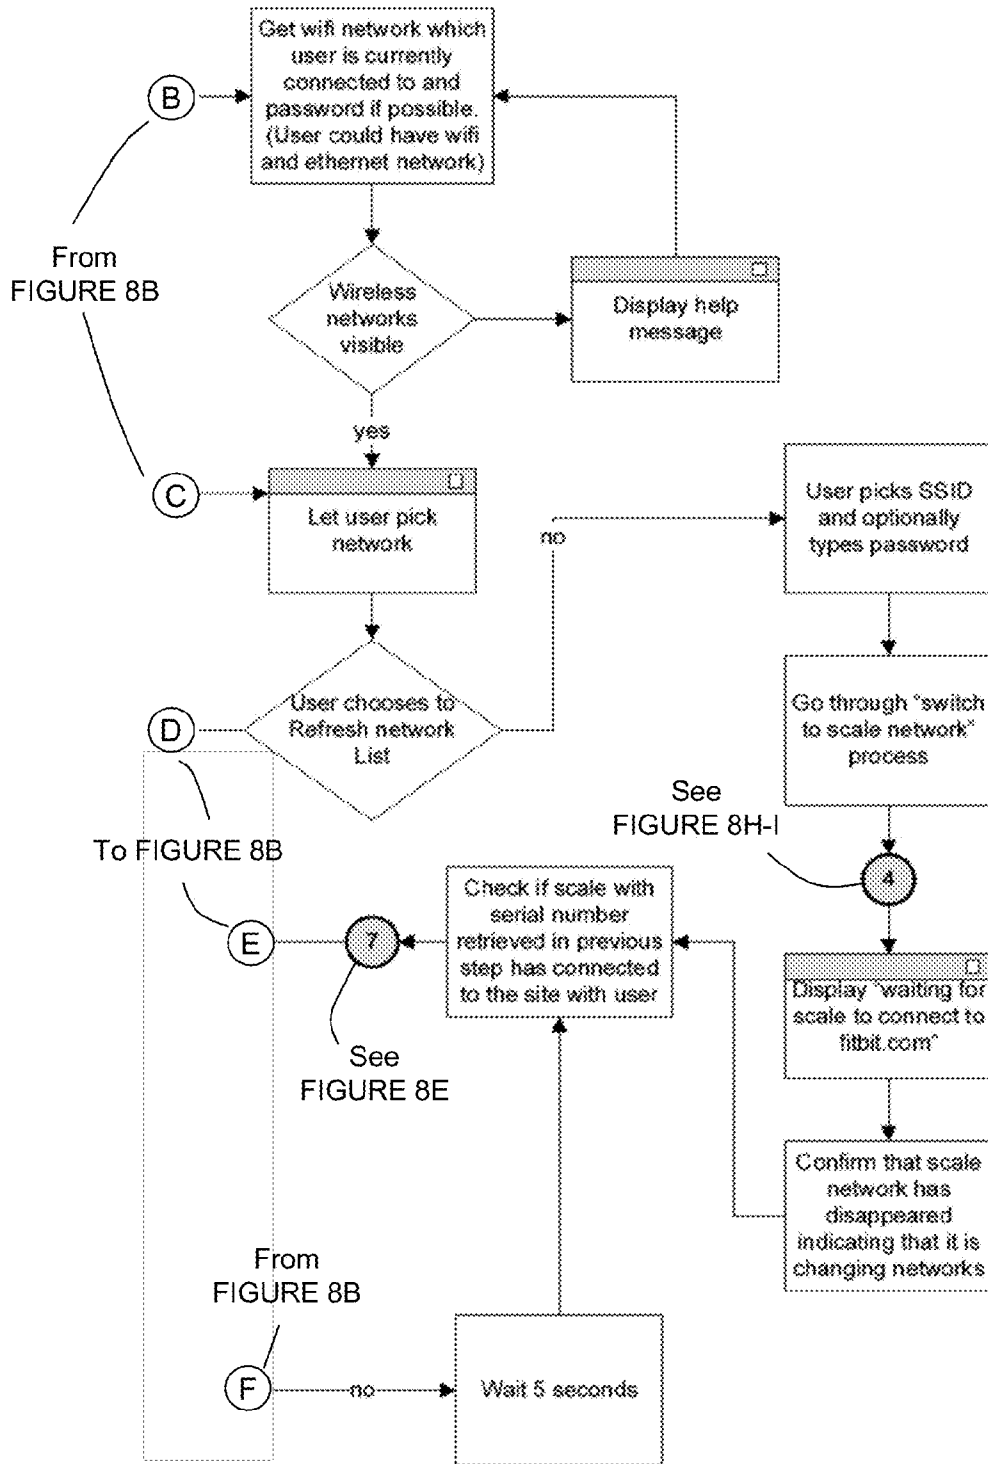 Get wifi network which
user is currently
connected to and
password if possible.
(User could have wifi
and ethernet network)
B
From
FIGURE 8B
Wireless
networks
visible
Display help
message
yes
C
Let user pick
network
no
User picks SSID
and optionally
types password
D
User chooses to
Refresh network
List
Go through "switch
to scale network"
process
See
FIGURE 8H-I
To FIGURE 8B
4
Check if scale with
serial number
retrieved in previous
step has connected
to the site with user
E
7
Display "waiting for
scale to connect to
fitbit.com"
See
FIGURE 8E
Confirm that scale
network has
disappeared
indicating that it is
changing networks
From
FIGURE 8B
F
no
Wait 5 seconds